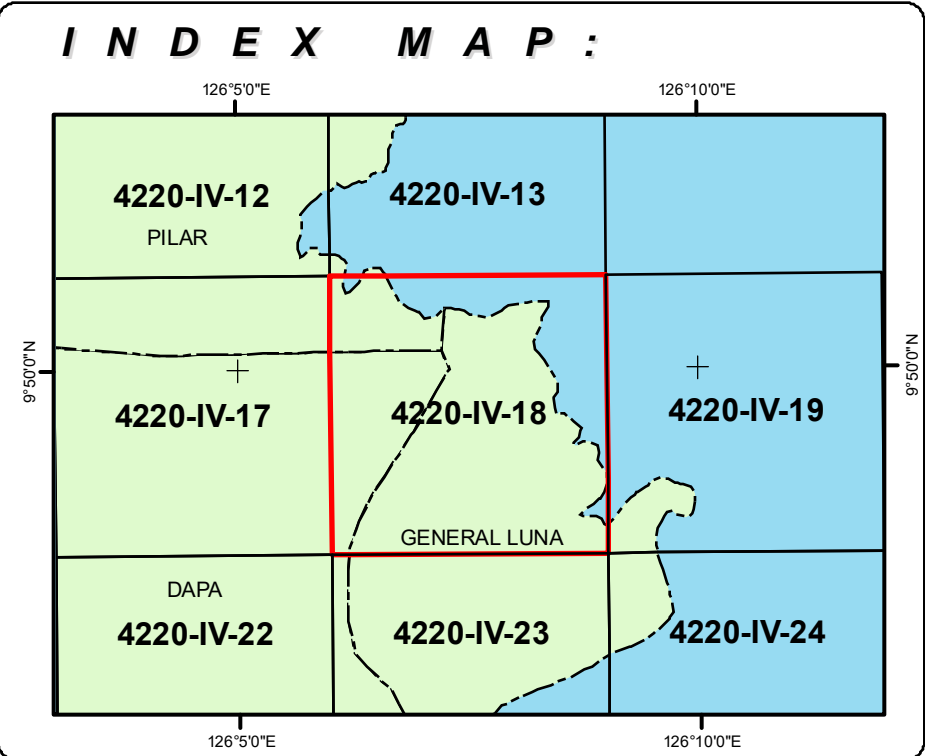 INDEX MAP:
126°5'0"E 126°10'0"E
4220-IV-12 4220-IV-13
PILAR
9°50'0"N 9°50'0"N
4220-IV-17 4220-IV-18 4220-IV-19
GENERAL LUNA
DAPA
4220-IV-22 4220-IV-23 4220-IV-24
126°5'0"E 126°10'0"E